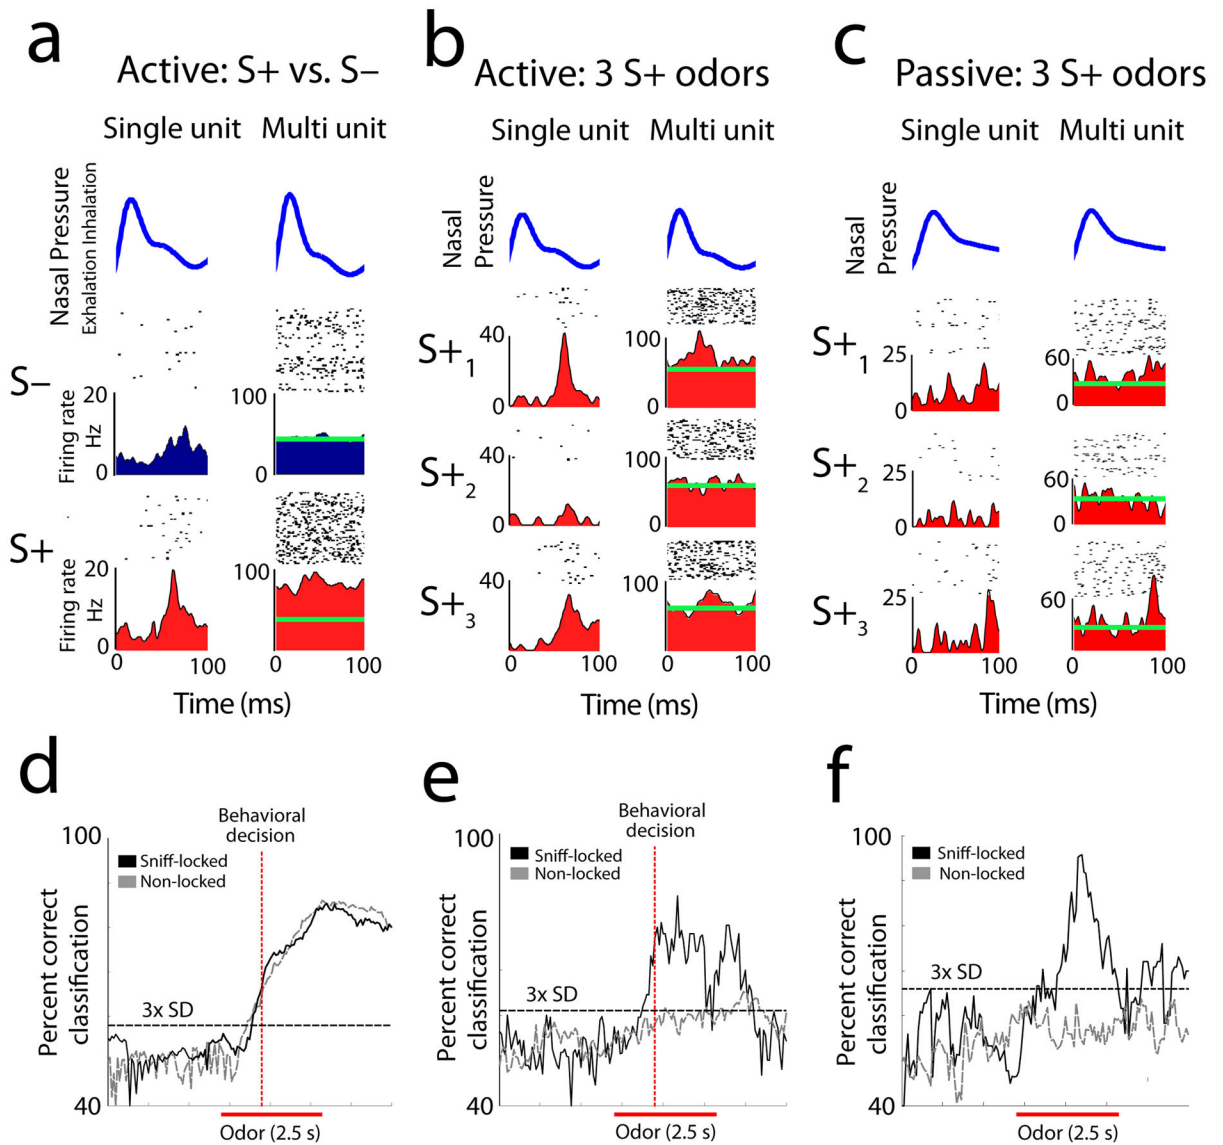 a
Active: S+ vs. S–
Single unit
Multi unit
Nasal Pressure
Exhalation Inhalation
S–
Firing rate
Hz
20
0
100
0
S+
Firing rate
Hz
20
0
100
0
100
0
100
Time (ms)
b
Active: 3 S+ odors
Single unit
Multi unit
Nasal
Pressure
S+1
40
0
100
0
S+2
40
0
100
0
S+3
40
100
0
0
100
0
100
Time (ms)
c
Passive: 3 S+ odors
Single unit
Multi unit
Nasal
Pressure
S+1
25
0
60
0
S+2
25
0
60
0
S+3
25
0
60
0
0
100
0
100
Time (ms)
d
Behavioral
decision
100
Sniff-locked
Non-locked
Percent correct
classification
3x SD
40
Odor (2.5 s)
e
Behavioral
decision
100
Sniff-locked
Non-locked
Percent correct
classification
3x SD
40
Odor (2.5 s)
f
100
Sniff-locked
Non-locked
Percent correct
classification
3x SD
40
Odor (2.5 s)